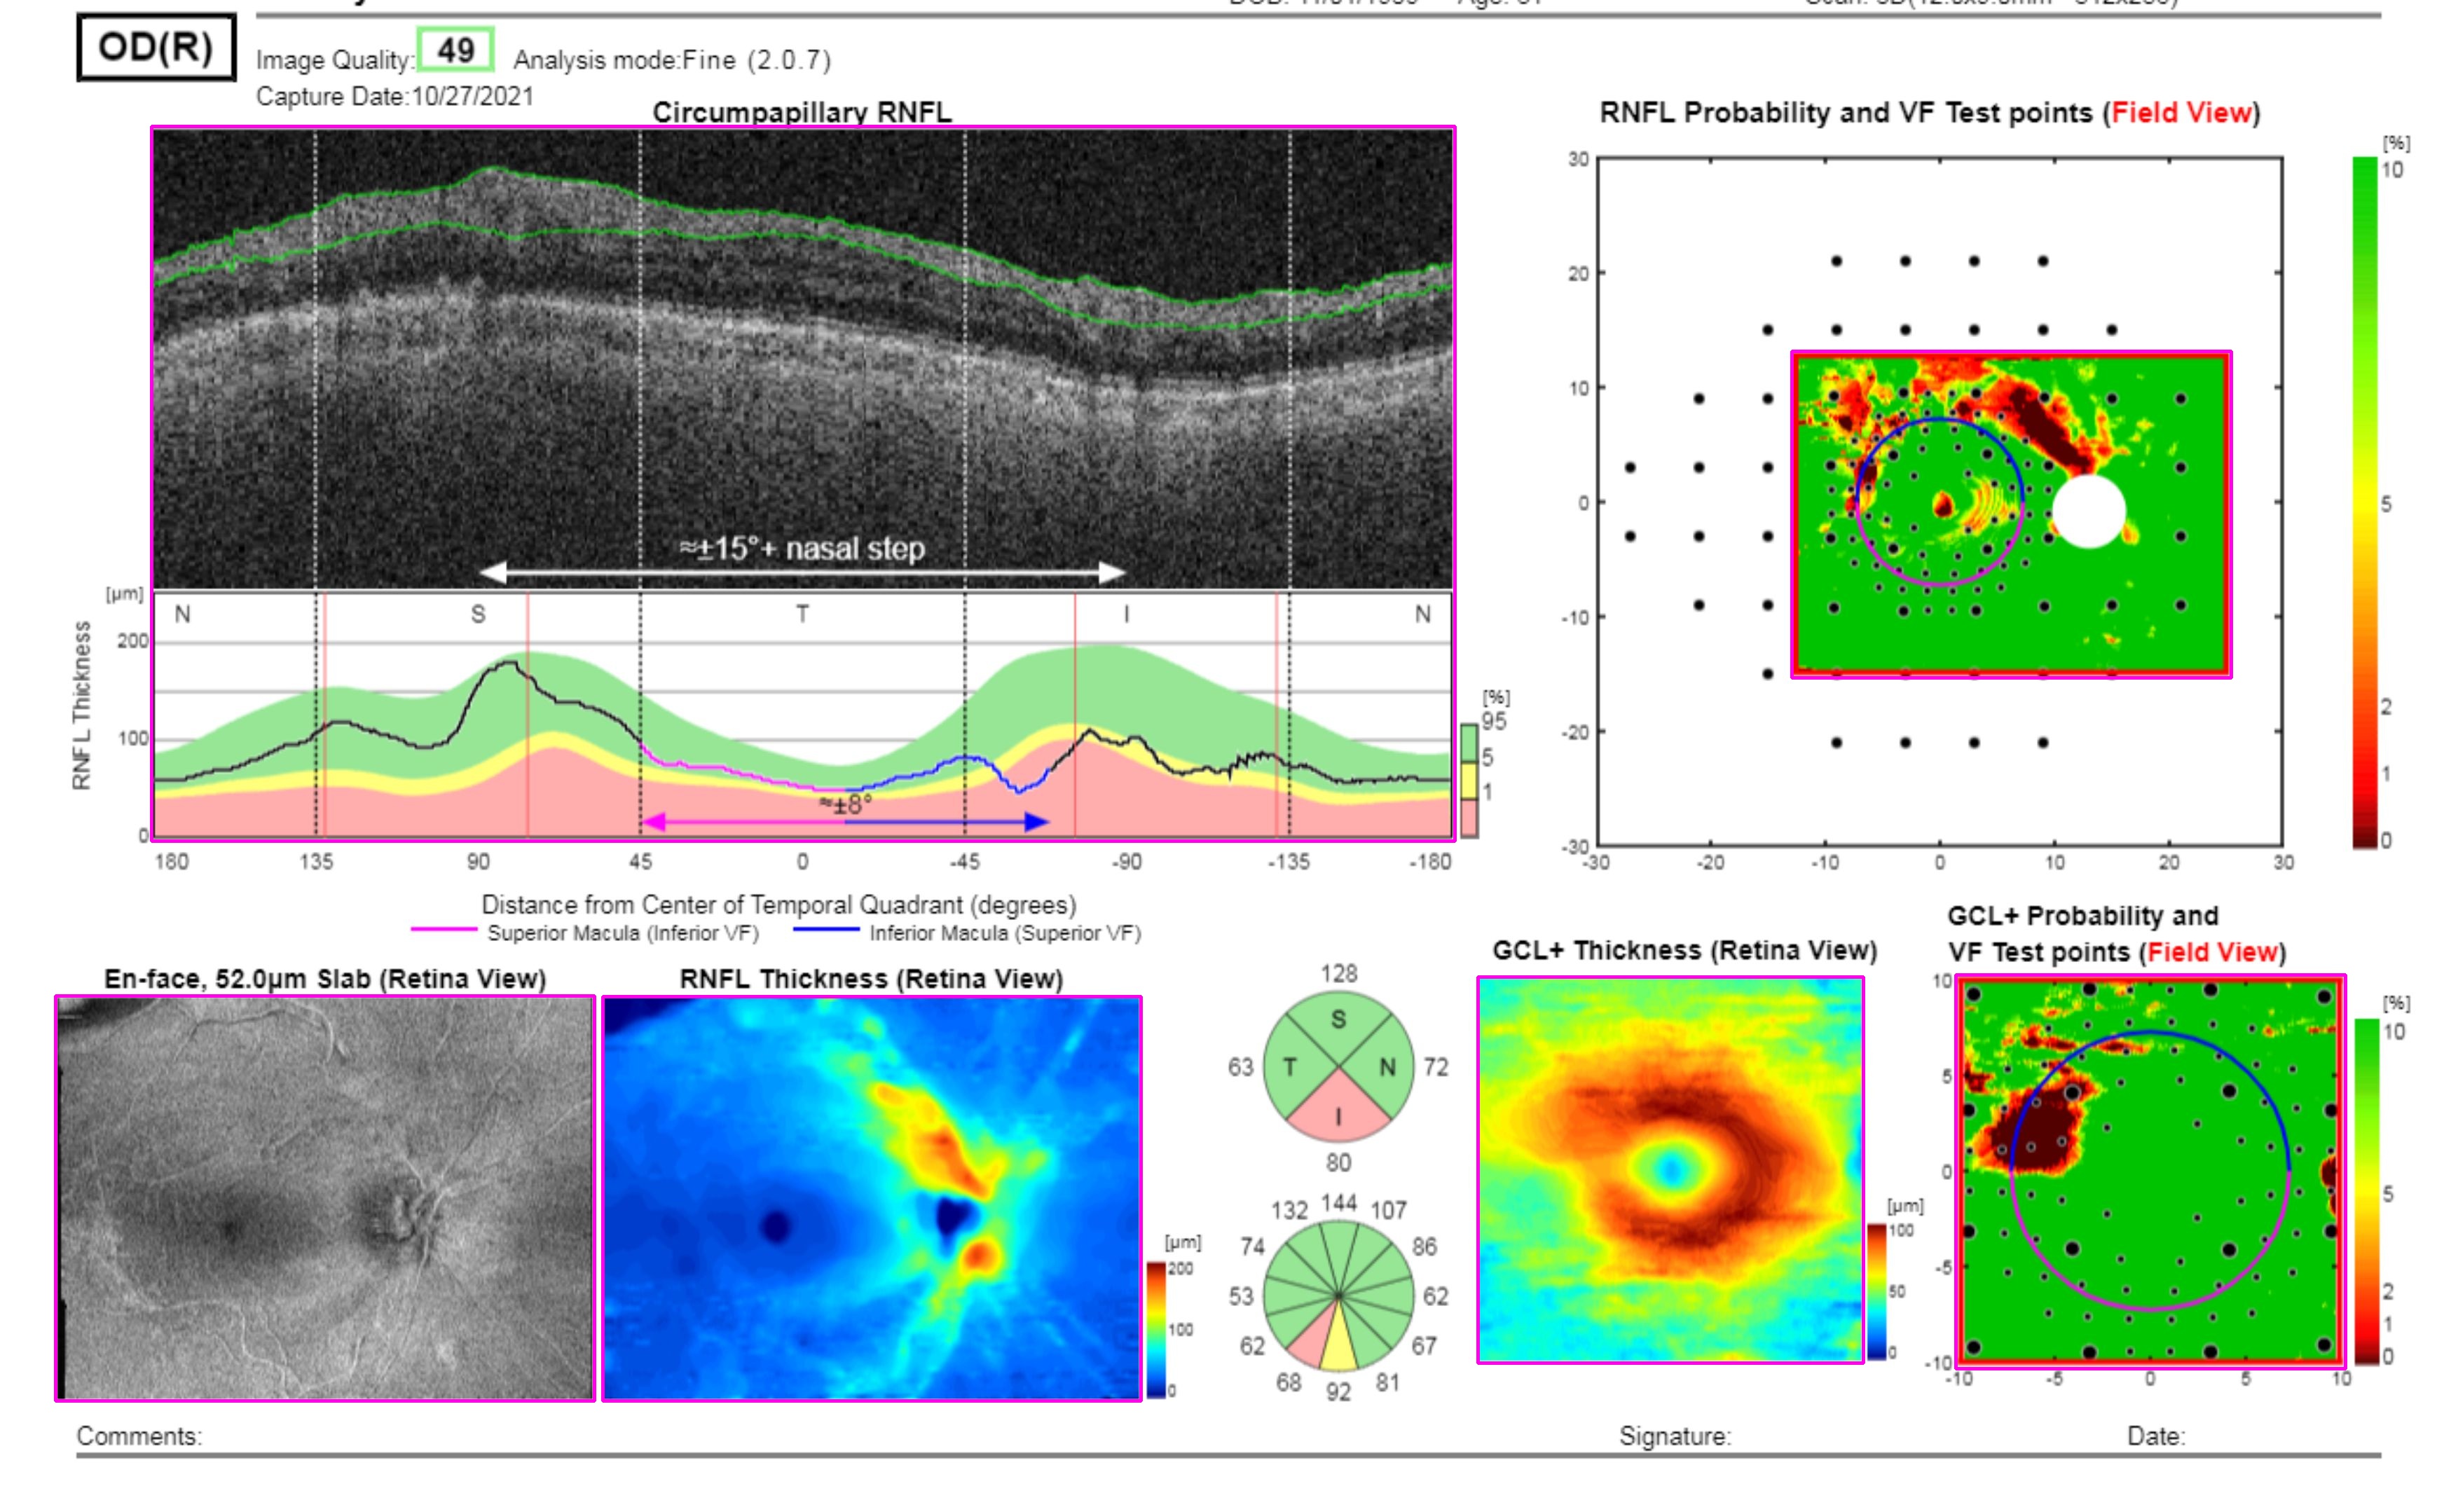 OD(R)
Image Quality: 49 Analysis mode:Fine (2.0.7)
Capture Date:10/27/2021
Circumpapillary RNFL
≈±15°+ nasal step
[µm]
N S T I N
RNFL Thickness
200
100
0
≈±8°
[%]
95
5
1
180 135 90 45 0 -45 -90 -135 -180
Distance from Center of Temporal Quadrant (degrees)
Superior Macula (Inferior VF) Inferior Macula (Superior VF)
RNFL Probability and VF Test points (Field View)
30
20
10
0
-10
-20
-30
-30 -20 -10 0 10 20 30
[%]
10
5
2
1
0
En-face, 52.0µm Slab (Retina View)
RNFL Thickness (Retina View)
[µm]
200
100
0
128
S
63 T N 72
I
80
132 144 107
74 86
53 62
62 67
68 92 81
GCL+ Thickness (Retina View)
[µm]
100
50
0
GCL+ Probability and
VF Test points (Field View)
10
5
0
-5
-10
-10 -5 0 5 10
[%]
10
5
2
1
0
Comments: Signature: Date: